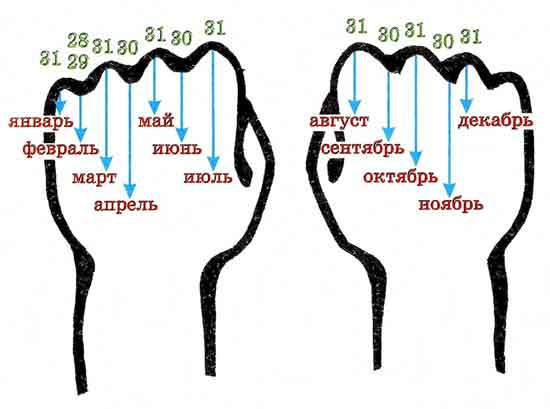 31 28 29 31 30 31 30 31
январь
февраль
март
апрель
май
июнь
июль
31 30 31 30 31
август
сентябрь
октябрь
ноябрь
декабрь